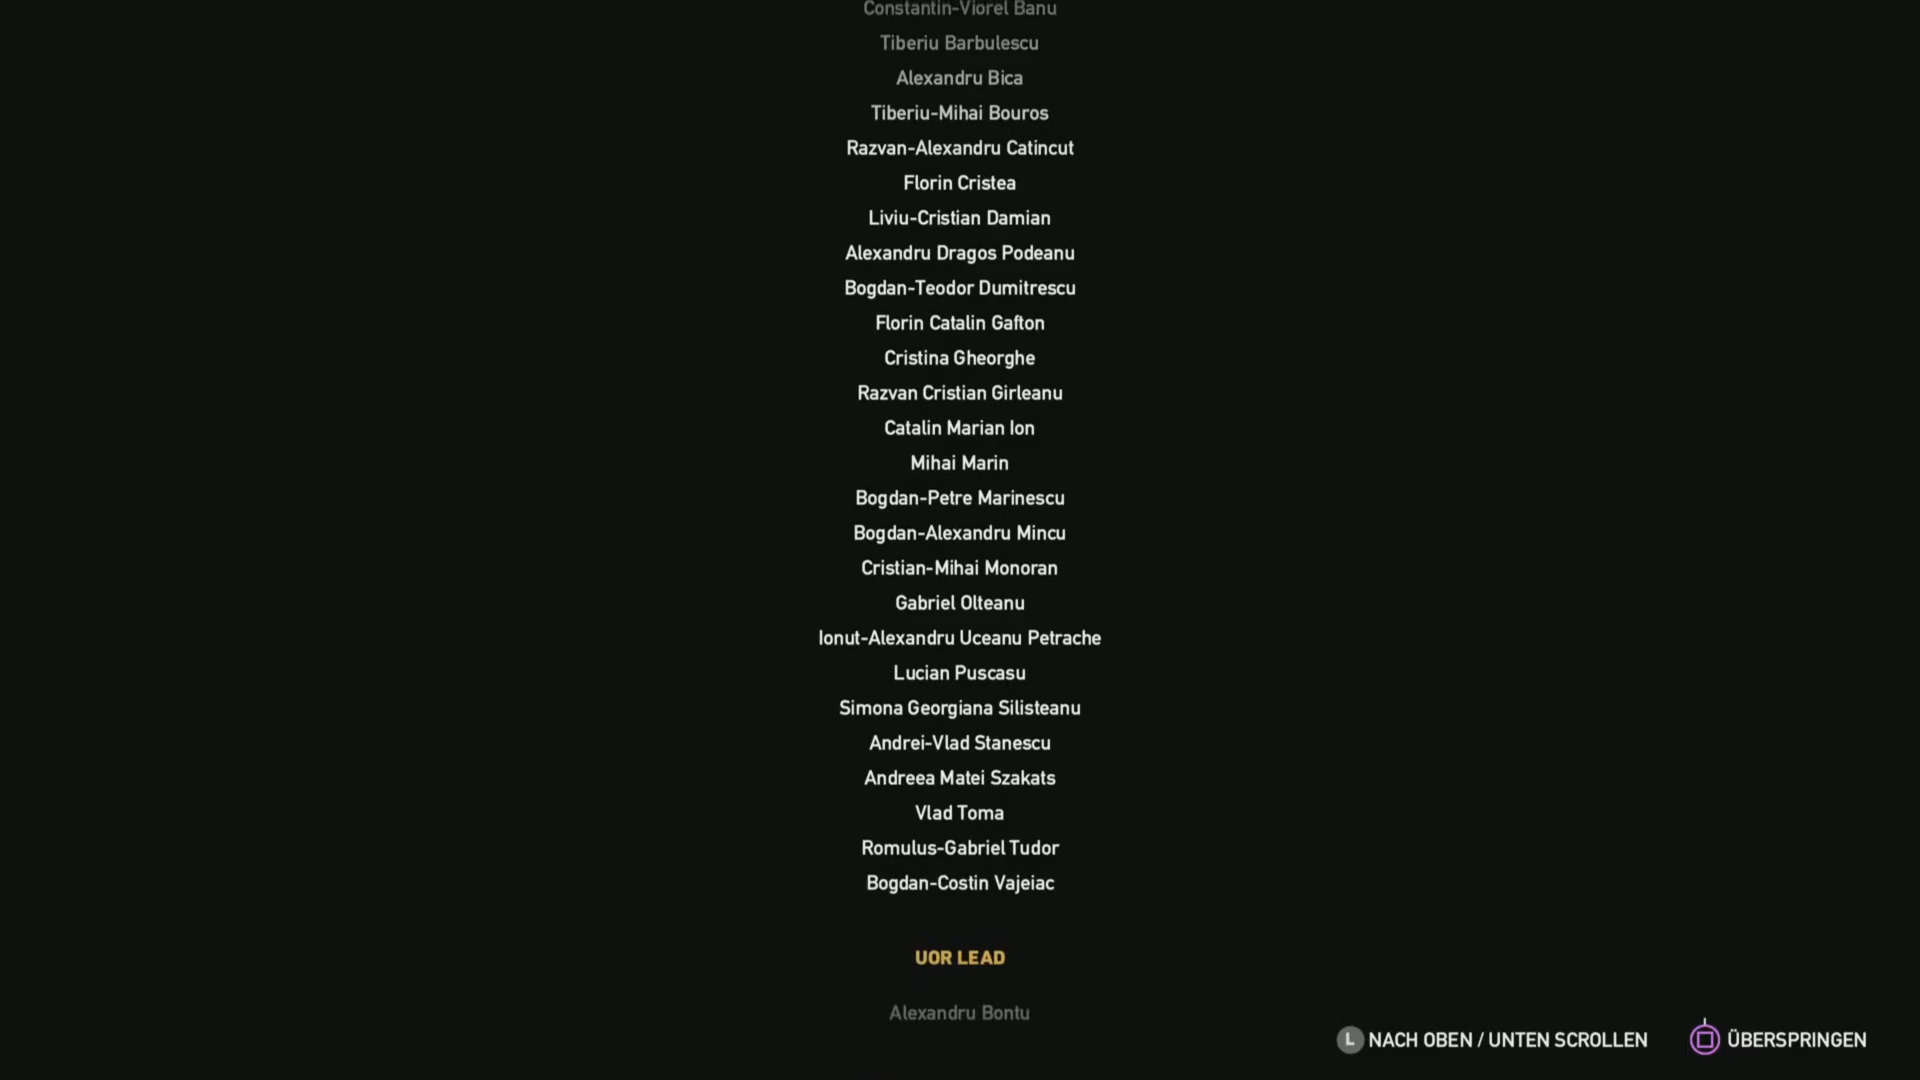 Constantin-Viorel Banu
Tiberiu Barbulescu
Alexandru Bica
Tiberiu-Mihai Bouros
Razvan-Alexandru Catincut
Florin Cristea
Liviu-Cristian Damian
Alexandru Dragos Podeanu
Bogdan-Teodor Dumitrescu
Florin Catalin Gafton
Cristina Gheorghe
Razvan Cristian Girleanu
Catalin Marian Ion
Mihai Marin
Bogdan-Petre Marinescu
Bogdan-Alexandru Mincu
Cristian-Mihai Monoran
Gabriel Olteanu
Ionut-Alexandru Uceanu Petrache
Lucian Puscasu
Simona Georgiana Silisteanu
Andrei-Vlad Stanescu
Andreea Matei Szakats
Vlad Toma
Romulus-Gabriel Tudor
Bogdan-Costin Vajeiac
UOR LEAD
Alexandru Bontu
L NACH OBEN / UNTEN SCROLLEN ÜBERSPRINGEN